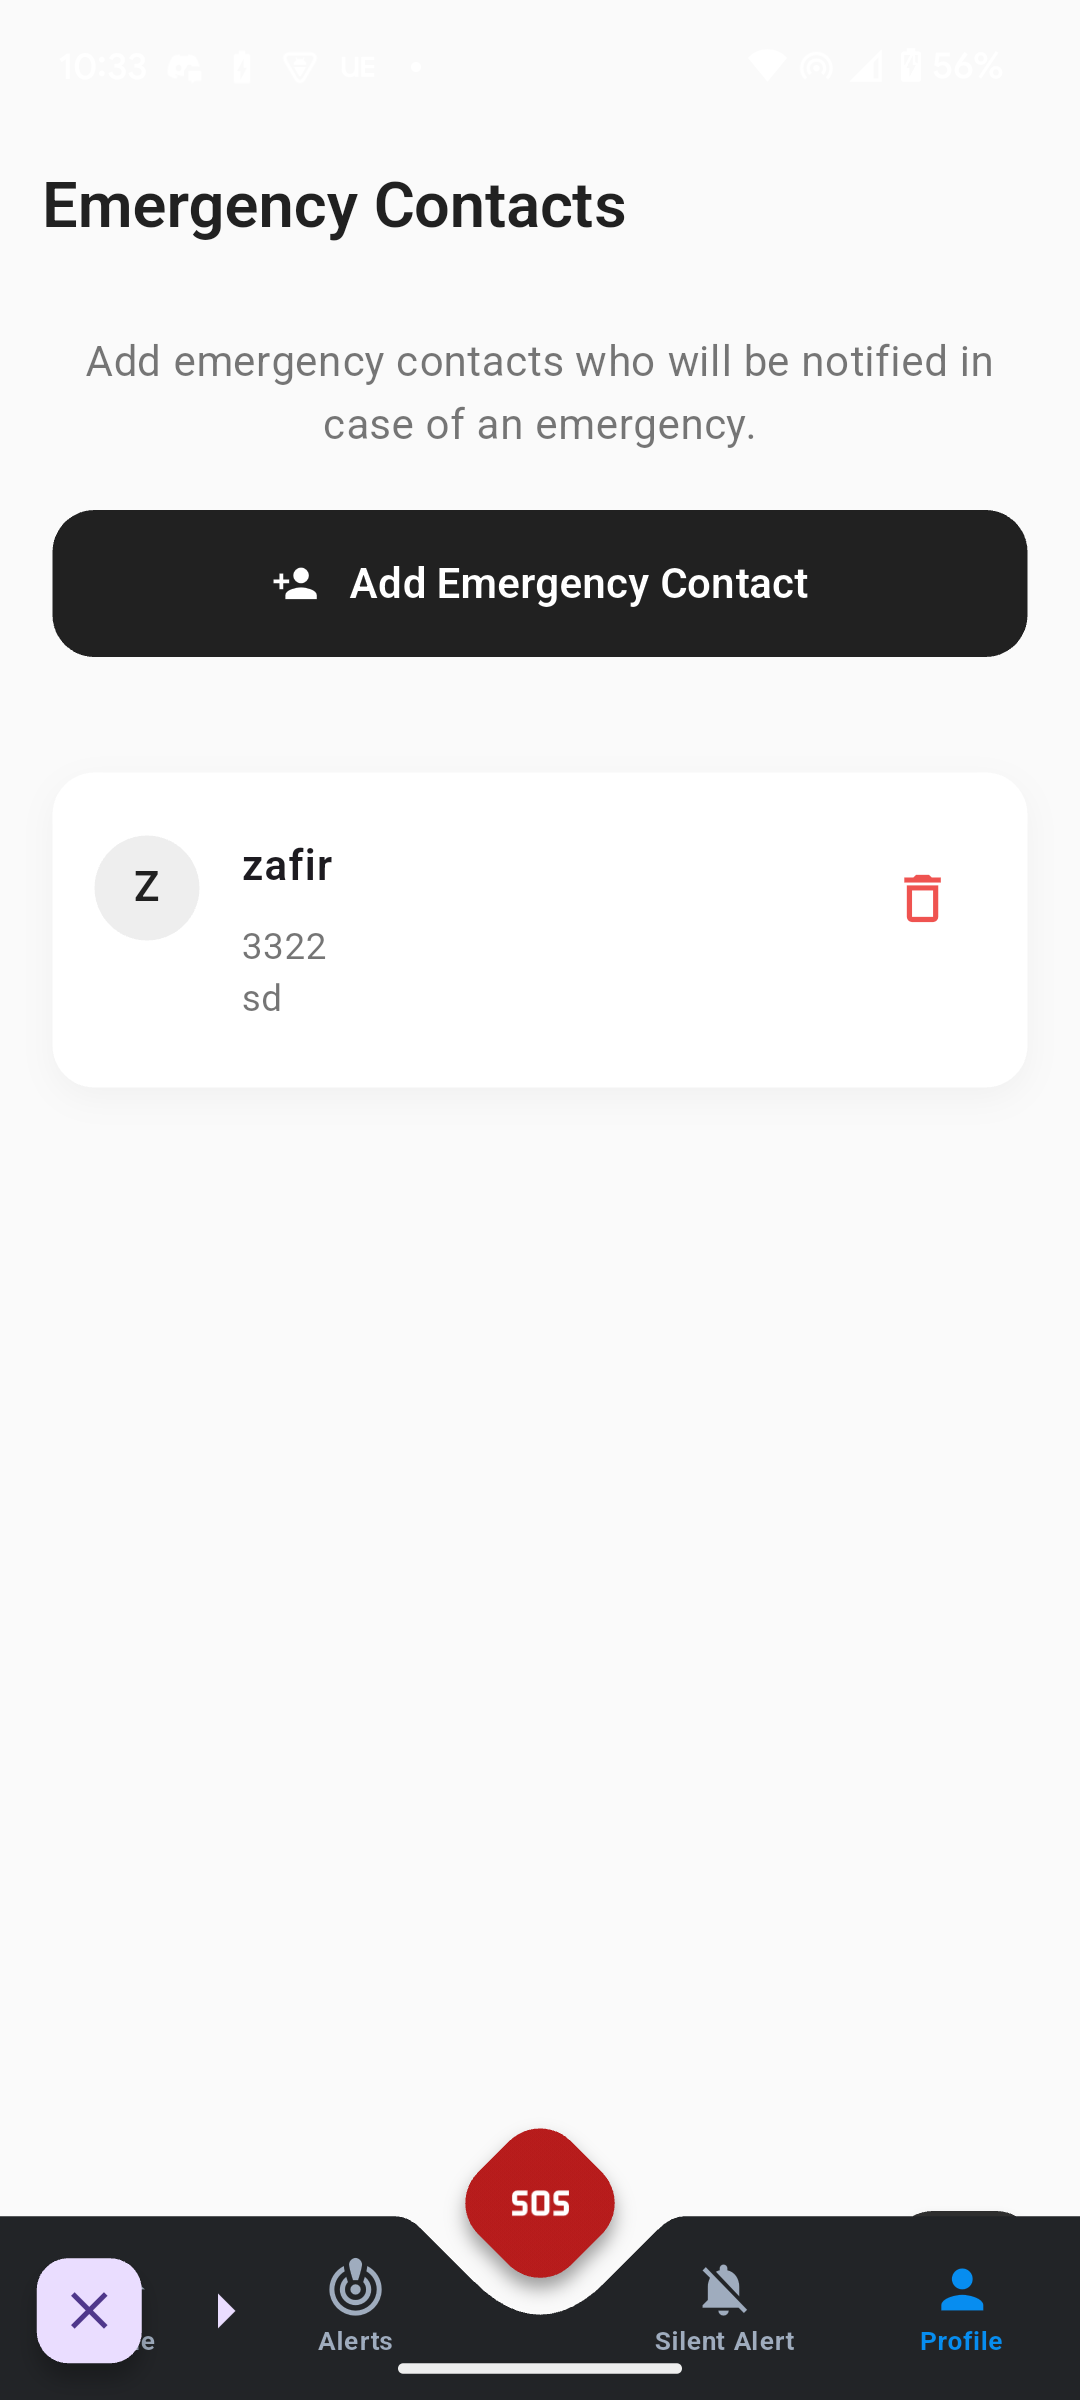 10:33 UE 56%
Emergency Contacts
Add emergency contacts who will be notified in
case of an emergency.
Add Emergency Contact
Z
zafir
3322
sd
SOS
e
Alerts
Silent Alert
Profile